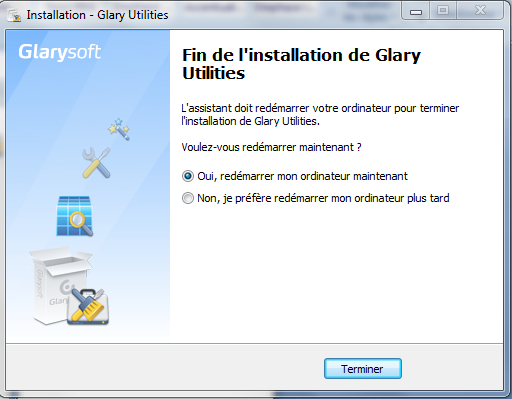 Installation - Glary Utilities
Glarysoft
Fin de l'installation de Glary
Utilities
L'assistant doit redémarrer votre ordinateur pour terminer
l'installation de Glary Utilities.
Voulez-vous redémarrer maintenant ?
Oui, redémarrer mon ordinateur maintenant
Non, je préfère redémarrer mon ordinateur plus tard
Glarysoft
Terminer